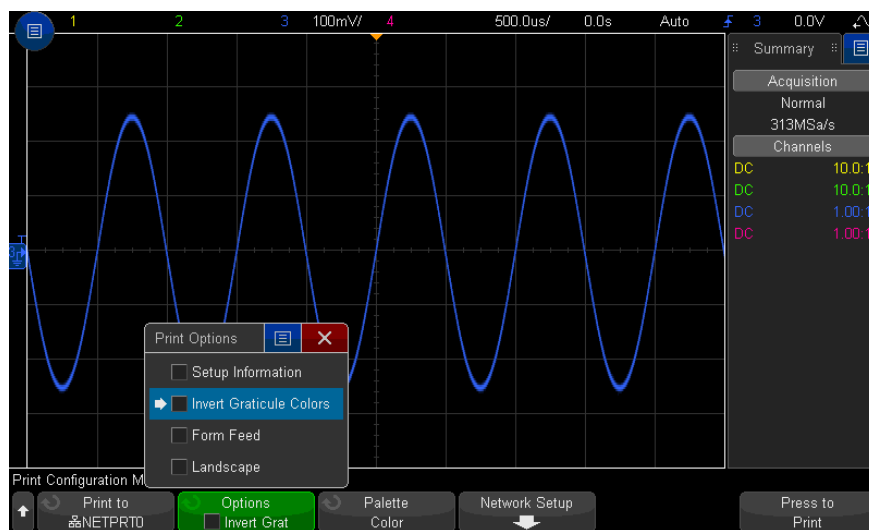 1 2 3 100mV/ 4 500.0us/ 0.0s Auto 3 0.0V
Summary
Acquisition
Normal
313MSa/s
Channels
DC 10.0:1
DC 10.0:1
DC 1.00:1
DC 1.00:1
3
Print Options
Setup Information
Invert Graticule Colors
Form Feed
Landscape
Print Configuration M
Print to
NETPRT0
Options
Invert Grat
Palette
Color
Network Setup
Press to
Print